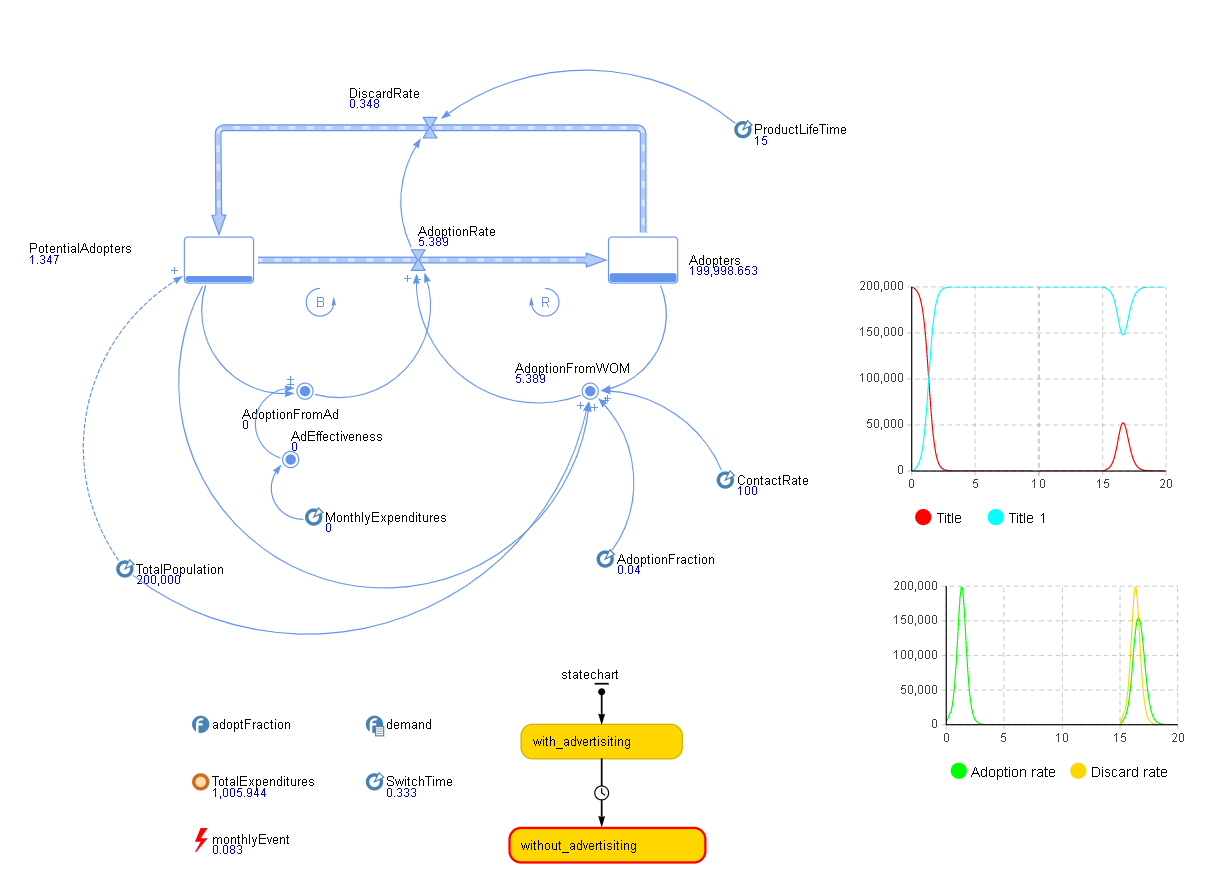 DiscardRate
0.348
ProductLifeTime
15
AdoptionRate
5.389
PotentialAdopters
1.347
Adopters
199,998.653
+
+
+
B
R
AdoptionFromWOM
5.389
+
+
AdoptionFromAd
0
+
+
+
+
AdEffectiveness
0
ContactRate
100
MonthlyExpenditures
0
AdoptionFraction
0.04
TotalPopulation
200,000
200,000
150,000
100,000
50,000
0
0
5
10
15
20
Title
Title 1
200,000
150,000
100,000
50,000
0
0
5
10
15
20
Adoption rate
Discard rate
statechart
adoptFraction
demand
with_advertisiting
TotalExpenditures
1,005.944
SwitchTime
0.333
monthlyEvent
0.083
without_advertisiting